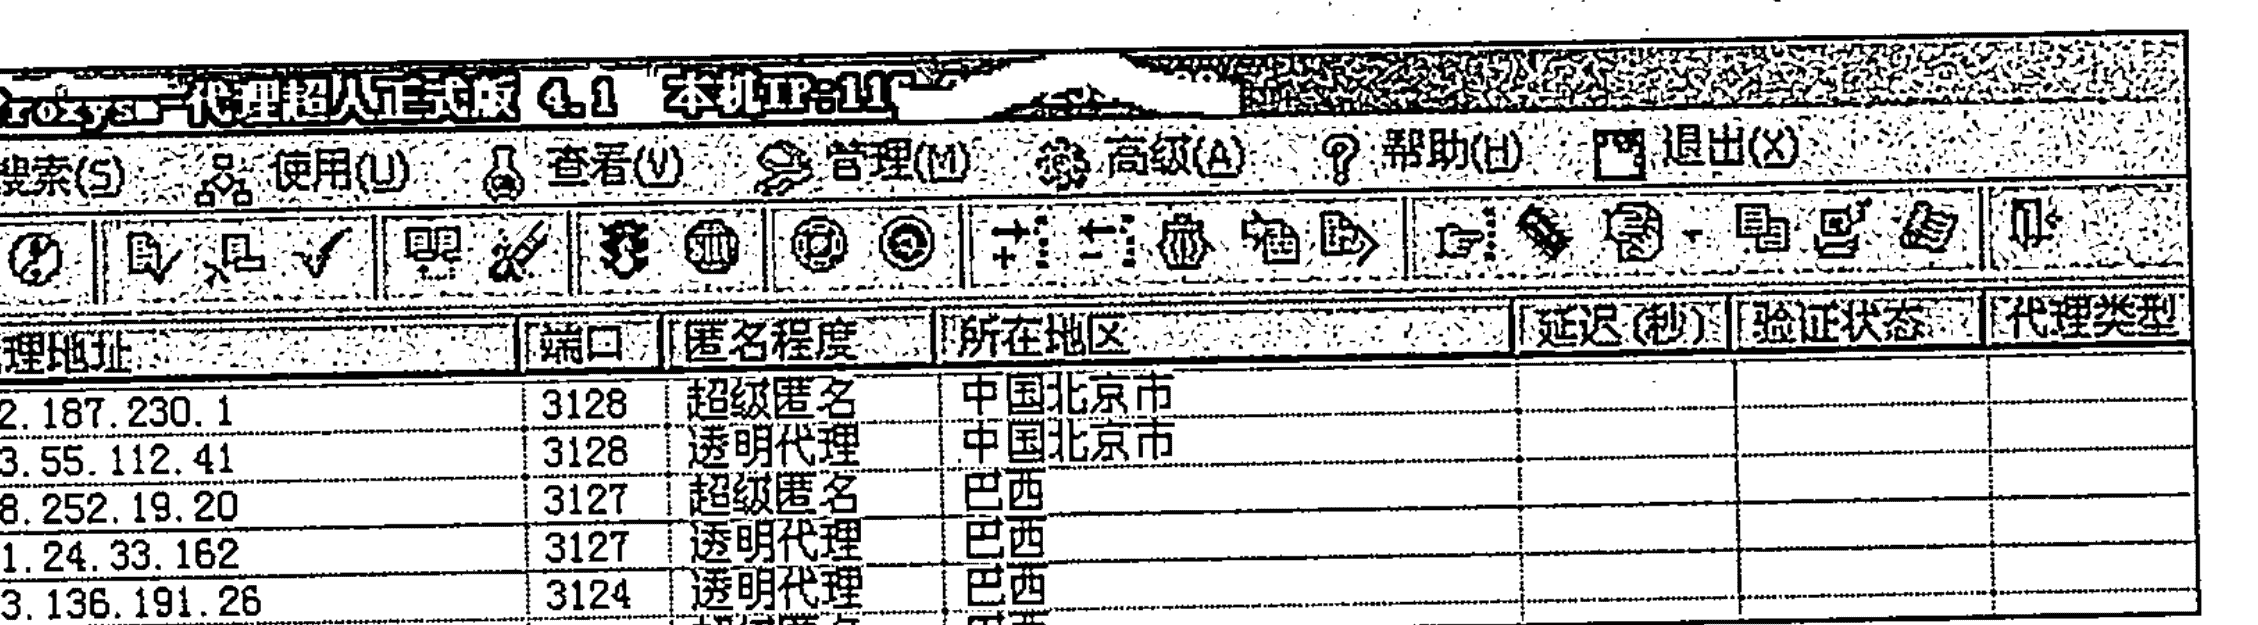 roxysm-代理超人正式版 4.1 本机IP:11
搜索(S) 使用(U) 查看(V) 管理(M) 高级(A) 帮助(H) 退出(X)
理地址 端口 匿名程度 所在地区 延迟(秒) 验证状态 代理类型
2.187.230.1 3128 超级匿名 中国北京市
3.55.112.41 3128 透明代理 中国北京市
8.252.19.20 3127 超级匿名 巴西
1.24.33.162 3127 透明代理 巴西
3.136.191.26 3124 透明代理 巴西